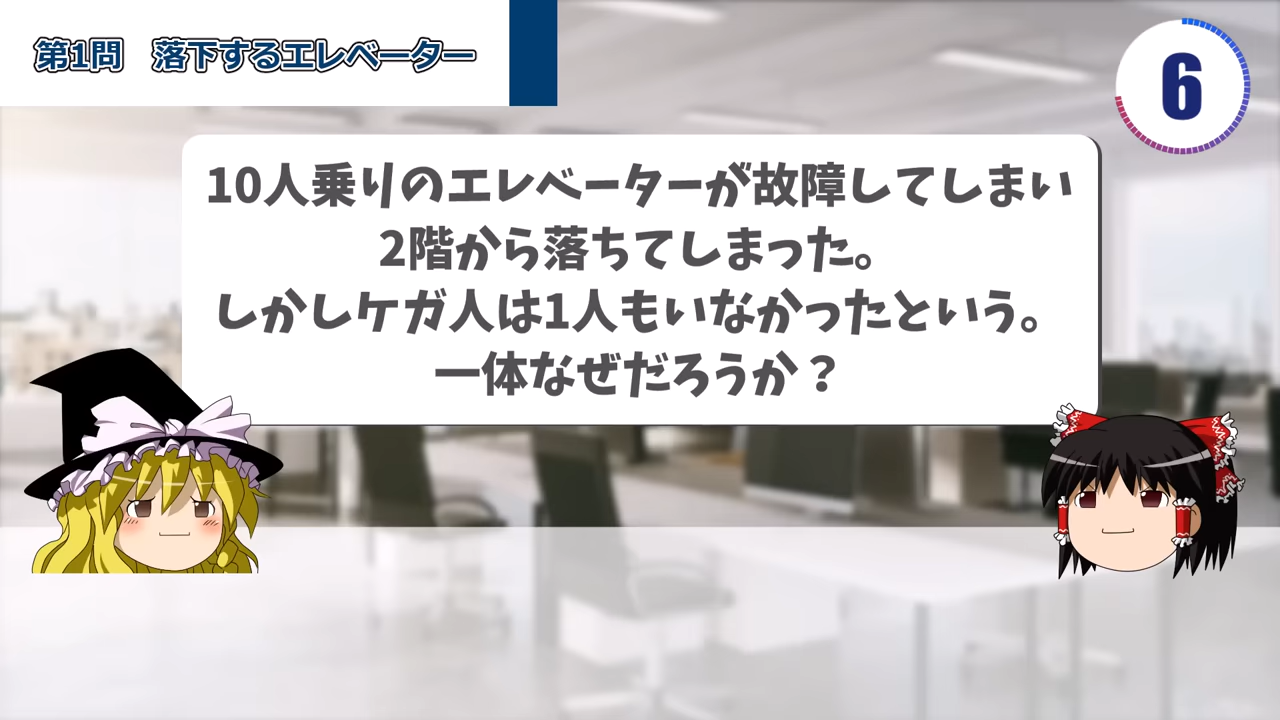 第1問　落下するエレベーター
6
10人乗りのエレベーターが故障してしまい
2階から落ちてしまった。
しかしケガ人は1人もいなかったという。
一体なぜだろうか？